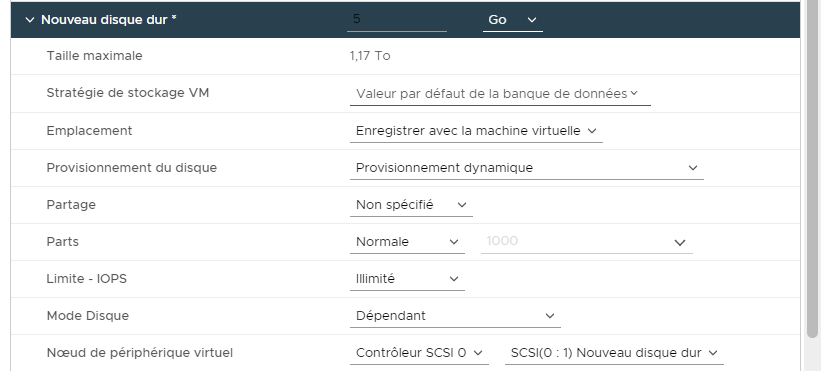 Nouveau disque dur * 5 Go
Taille maximale 1,17 To
Stratégie de stockage VM Valeur par défaut de la banque de données
Emplacement Enregistrer avec la machine virtuelle
Provisionnement du disque Provisionnement dynamique
Partage Non spécifié
Parts Normale 1000
Limite - IOPS Illimité
Mode Disque Dépendant
Nœud de périphérique virtuel Contrôleur SCSI 0 SCSI(0 : 1) Nouveau disque dur